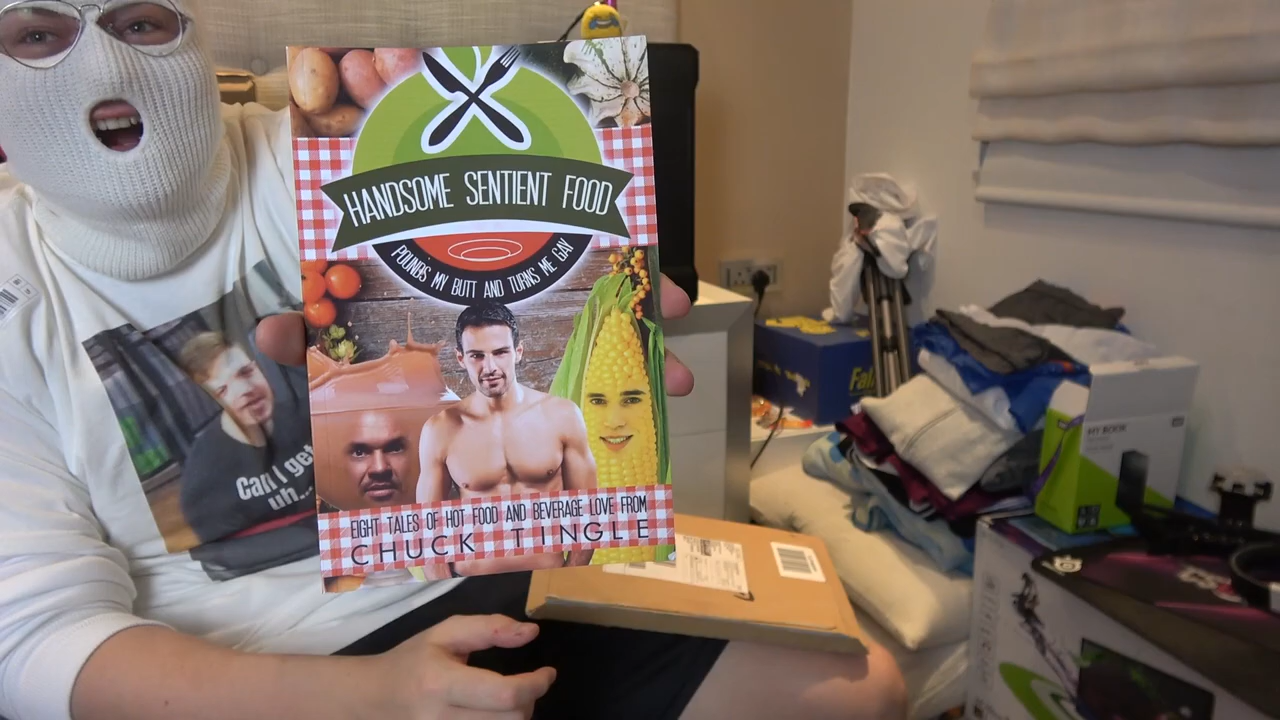 HANDSOME SENTIENT FOOD
POUNDS MY BUTT AND TURNS ME GAY
EIGHT TALES OF HOT FOOD AND BEVERAGE LOVE FROM
CHUCK TINGLE
Can I get
uh...
Fall
MY BOOK